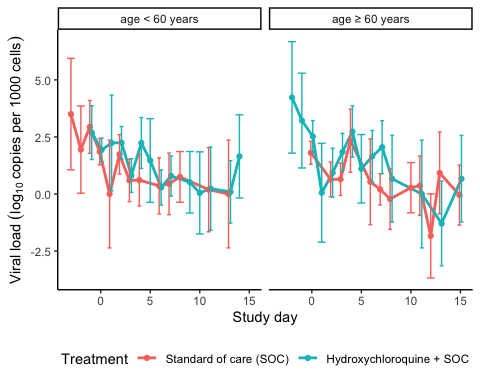 age < 60 years
age ≥ 60 years
Viral load (log₁₀ copies per 1000 cells)
5.0
2.5
0.0
-2.5
0 5 10 15
0 5 10 15
Study day
Treatment Standard of care (SOC) Hydroxychloroquine + SOC